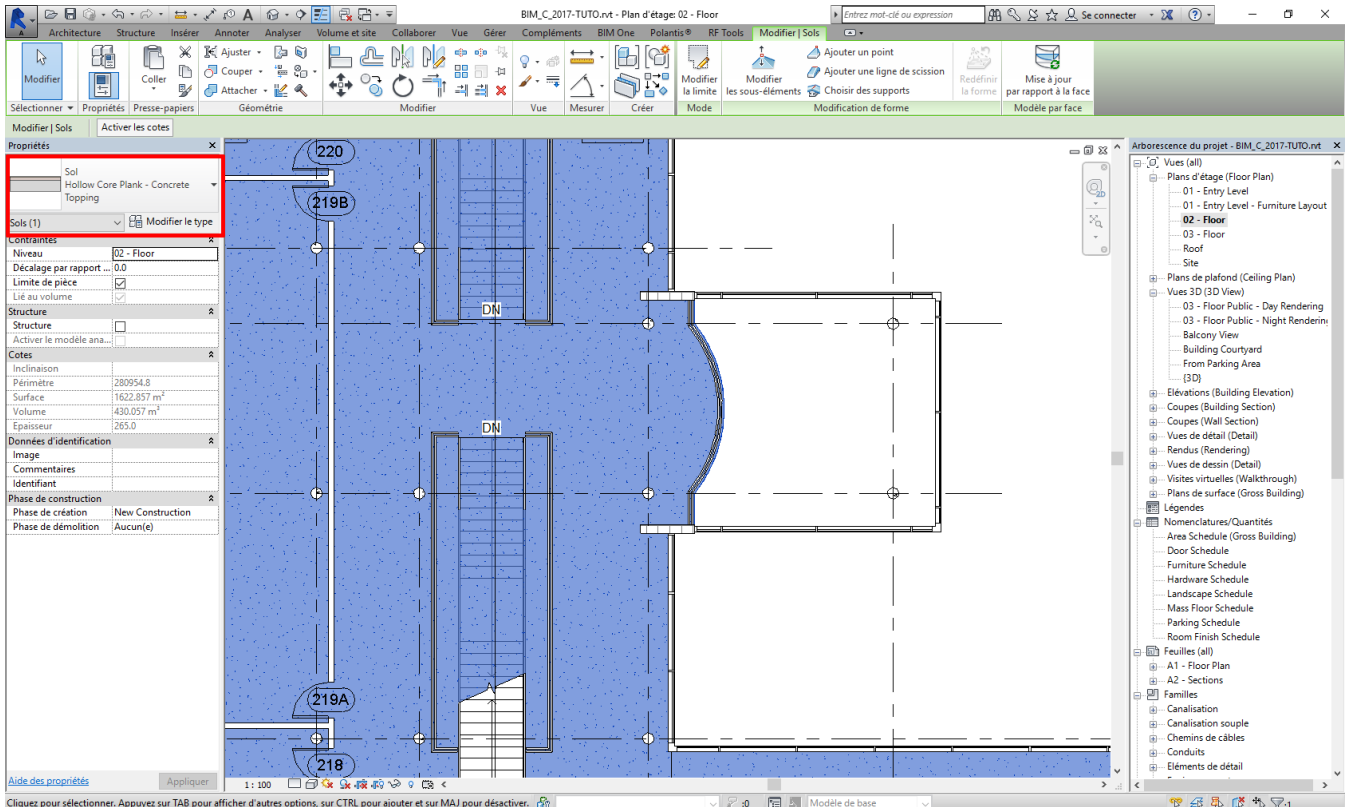 BIM_C_2017-TUTO.rvt - Plan d'étage: 02 - Floor
Entrez mot-clé ou expression
Se connecter
Architecture Structure Insérer Annoter Analyser Volume et site Collaborer Vue Gérer Compléments BIM One Polantis® RF Tools Modifier | Sols
Modifier
Coller
Ajuster
Couper
Attacher
Modifier la limite
Modifier les sous-éléments
Ajouter un point
Ajouter une ligne de scission
Choisir des supports
Redéfinir la forme
Mise à jour par rapport à la face
Sélectionner Propriétés Presse-papiers Géométrie Modifier Vue Mesurer Créer Mode Modification de forme Modèle par face
Modifier | Sols Activer les cotes
Propriétés
Sol
Hollow Core Plank - Concrete
Topping
Sols (1) Modifier le type
Contraintes
Niveau 02 - Floor
Décalage par rapport ... 0.0
Limite de pièce
Lié au volume
Structure
Structure
Activer le modèle ana...
Cotes
Inclinaison
Périmètre 280954.8
Surface 1622.857 m²
Volume 430.057 m³
Epaisseur 265.0
Données d'identification
Image
Commentaires
Identifiant
Phase de construction
Phase de création New Construction
Phase de démolition Aucun(e)
Aide des propriétés Appliquer
220
219B
DN
DN
219A
218
2D
1 : 100
Arborescence du projet - BIM_C_2017-TUTO.rvt
Vues (all)
Plans d'étage (Floor Plan)
01 - Entry Level
01 - Entry Level - Furniture Layout
02 - Floor
03 - Floor
Roof
Site
Plans de plafond (Ceiling Plan)
Vues 3D (3D View)
03 - Floor Public - Day Rendering
03 - Floor Public - Night Renderin
Balcony View
Building Courtyard
From Parking Area
{3D}
Elévations (Building Elevation)
Coupes (Building Section)
Coupes (Wall Section)
Vues de détail (Detail)
Rendus (Rendering)
Vues de dessin (Detail)
Visites virtuelles (Walkthrough)
Plans de surface (Gross Building)
Légendes
Nomenclatures/Quantités
Area Schedule (Gross Building)
Door Schedule
Furniture Schedule
Hardware Schedule
Landscape Schedule
Mass Floor Schedule
Parking Schedule
Room Finish Schedule
Feuilles (all)
A1 - Floor Plan
A2 - Sections
Familles
Canalisation
Canalisation souple
Chemins de câbles
Conduits
Eléments de détail
Cliquez pour sélectionner. Appuyez sur TAB pour afficher d'autres options, sur CTRL pour ajouter et sur MAJ pour désactiver.
:0
Modèle de base
:1